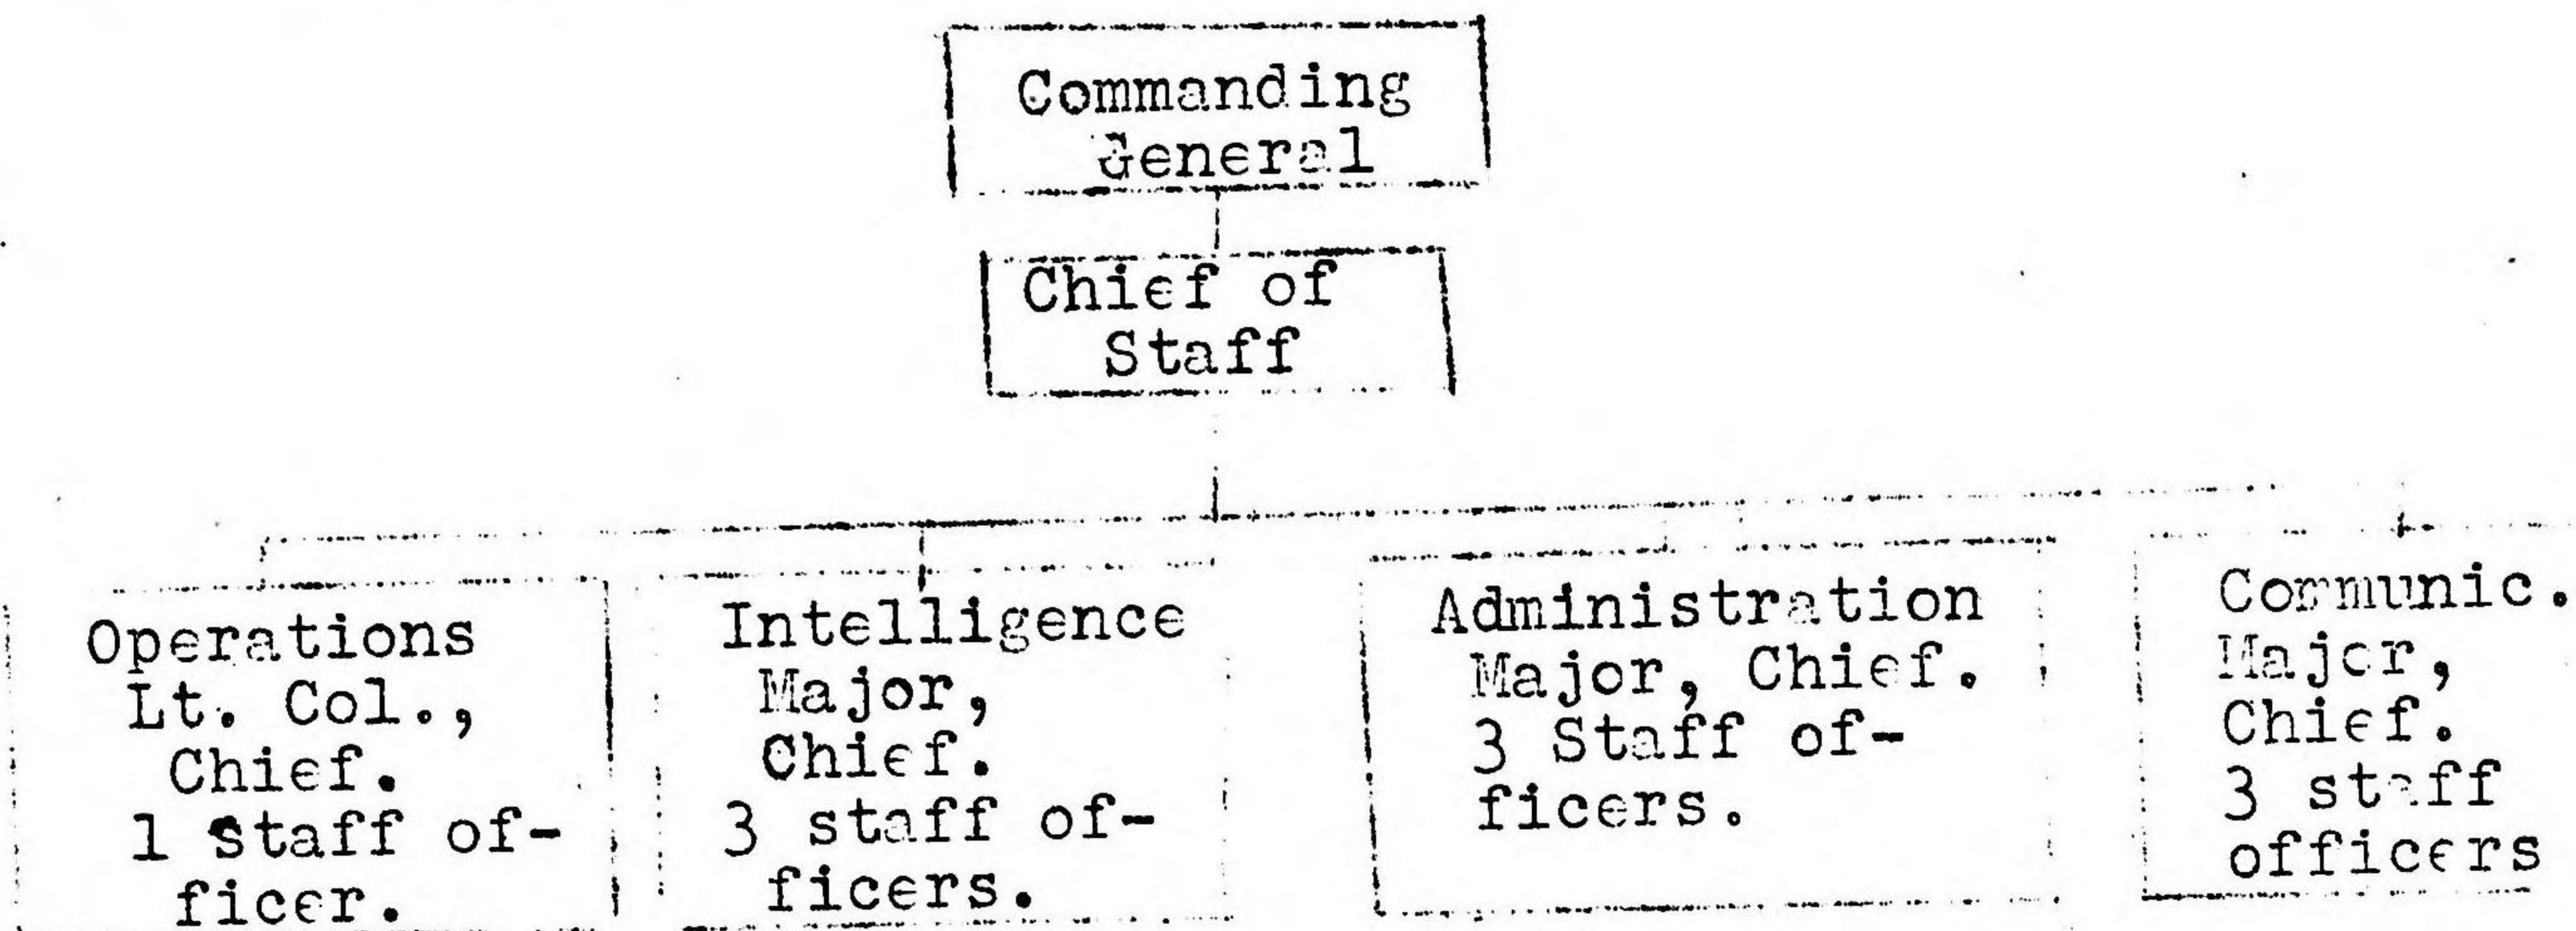 Commanding
General
Chief of
Staff
Operations
Lt. Col.,
Chief.
1 staff of-
ficer.
Intelligence
Major,
Chief.
3 staff of-
ficers.
Administration
Major, Chief.
3 Staff of-
ficers.
Communic.
Major,
Chief.
3 staff
officers